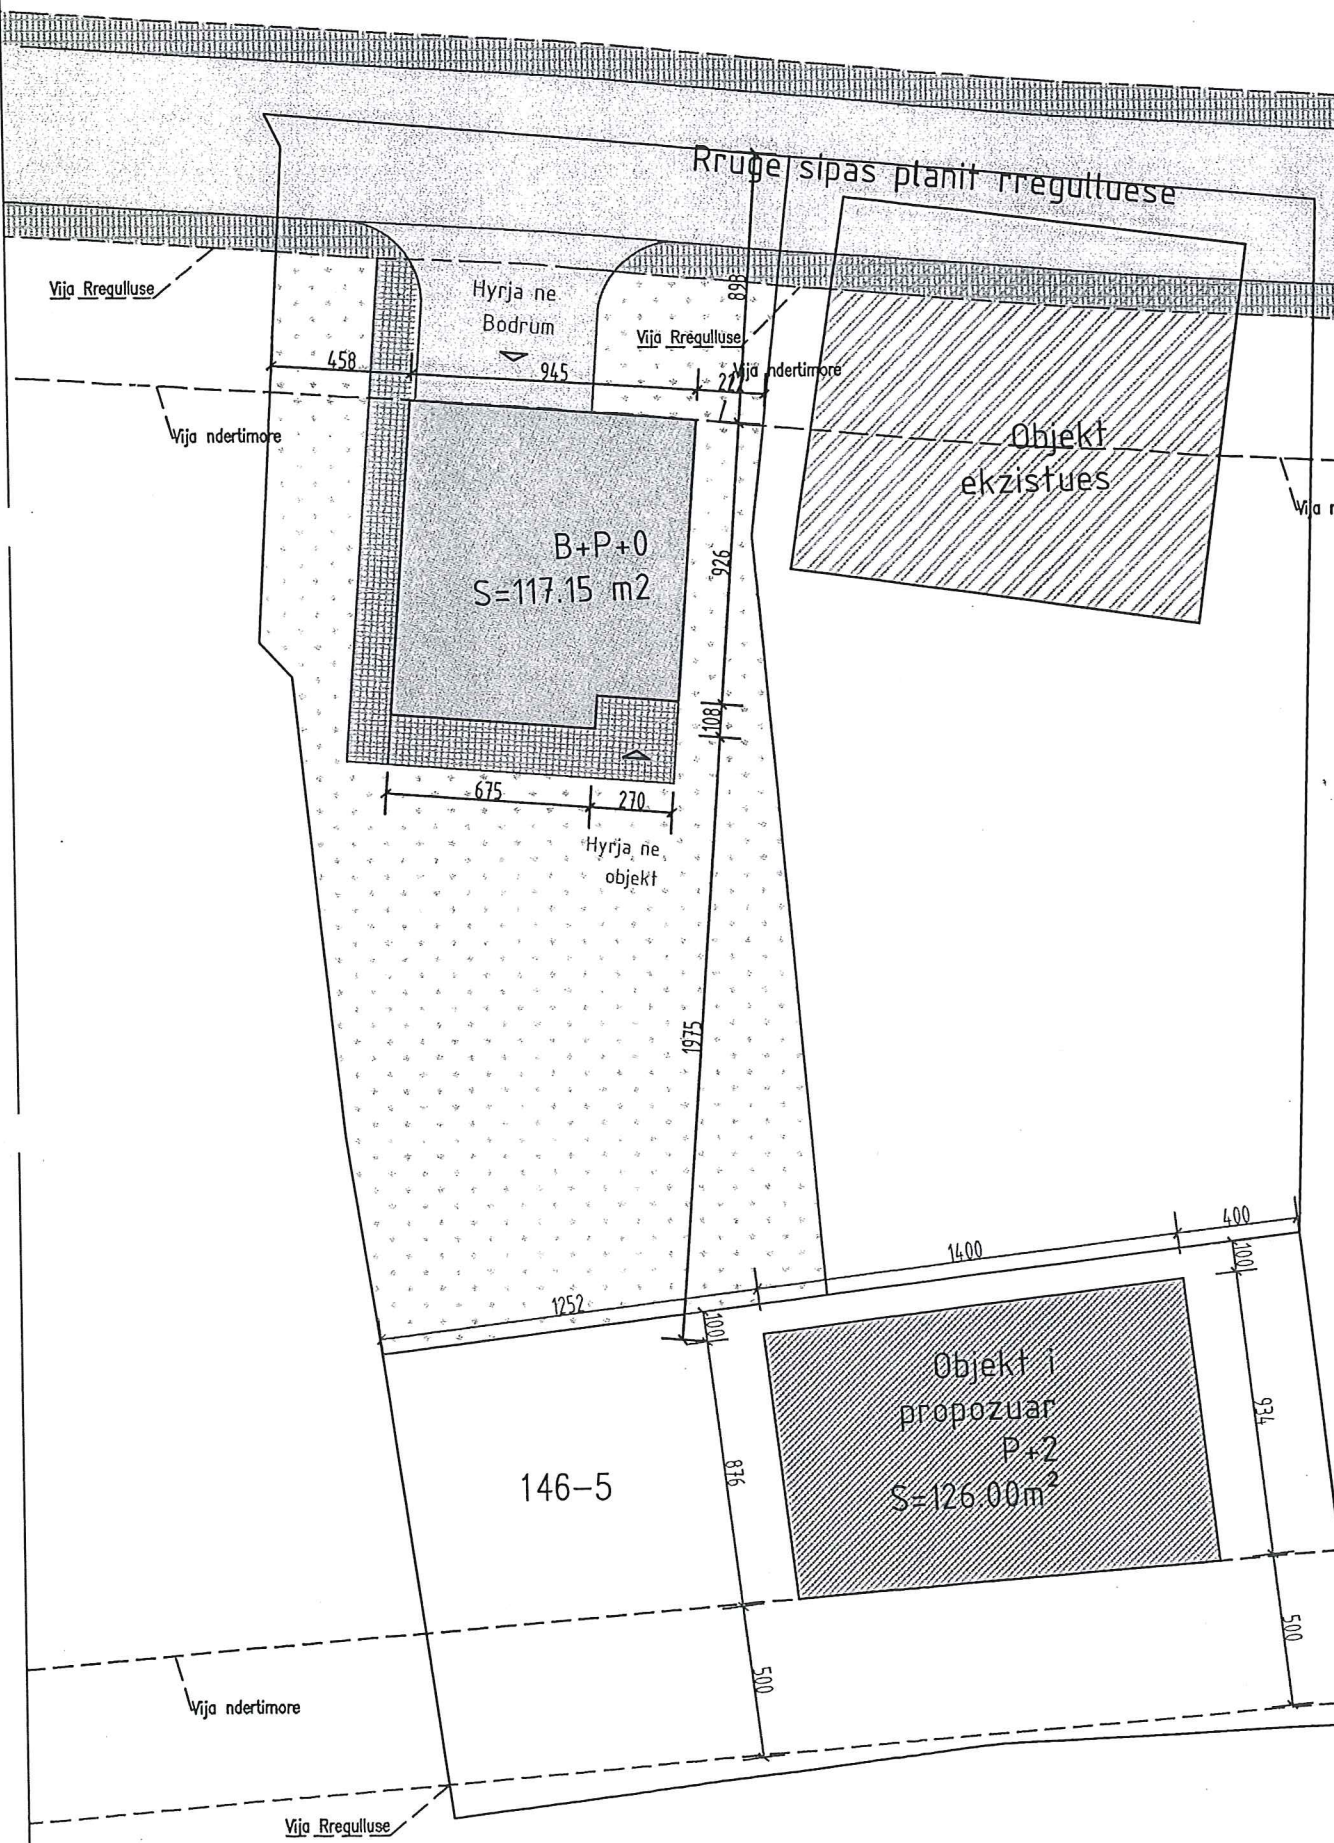 Rruge sipas planit rregulluese
Vija Rregulluse
Hyrja ne
Bodrum
898
Vija Rregulluse
458
945
Vija ndertimore
Vija ndertimore
Objekt
ekzistues
Vija
B+P+0
S=117.15 m2
926
108
675
270
Hyrja ne
objekt
1975
400
1400
100
1252
100
Objekt i
propozuar
P+2
S=126.00m²
934
876
146-5
500
500
Vija ndertimore
Vija Rregulluse